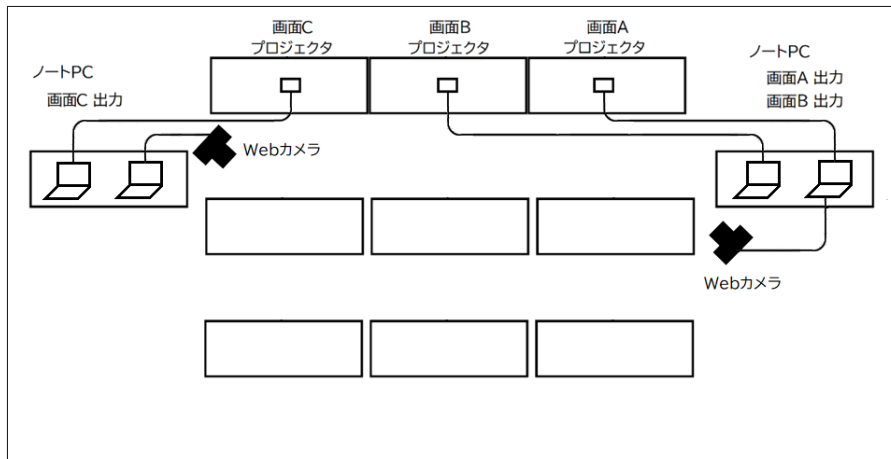 画面C
プロジェクタ
画面B
プロジェクタ
画面A
プロジェクタ
ノートPC
画面C 出力
ノートPC
画面A 出力
画面B 出力
Webカメラ
Webカメラ